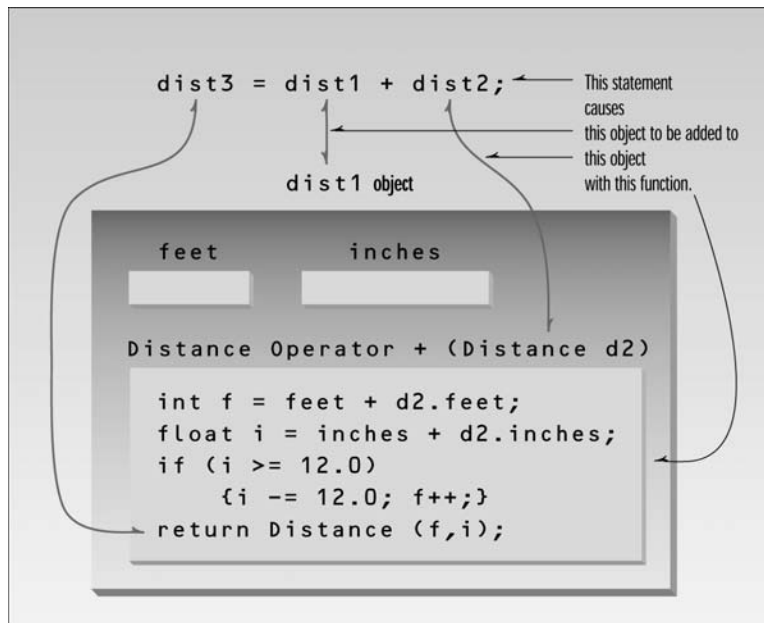 dist3 = dist1 + dist2;
This statement
causes
this object to be added to
this object
with this function.
dist1 object
feet inches
Distance Operator + (Distance d2)
int f = feet + d2.feet;
float i = inches + d2.inches;
if (i >= 12.0)
{i -= 12.0; f++;}
return Distance (f,i);